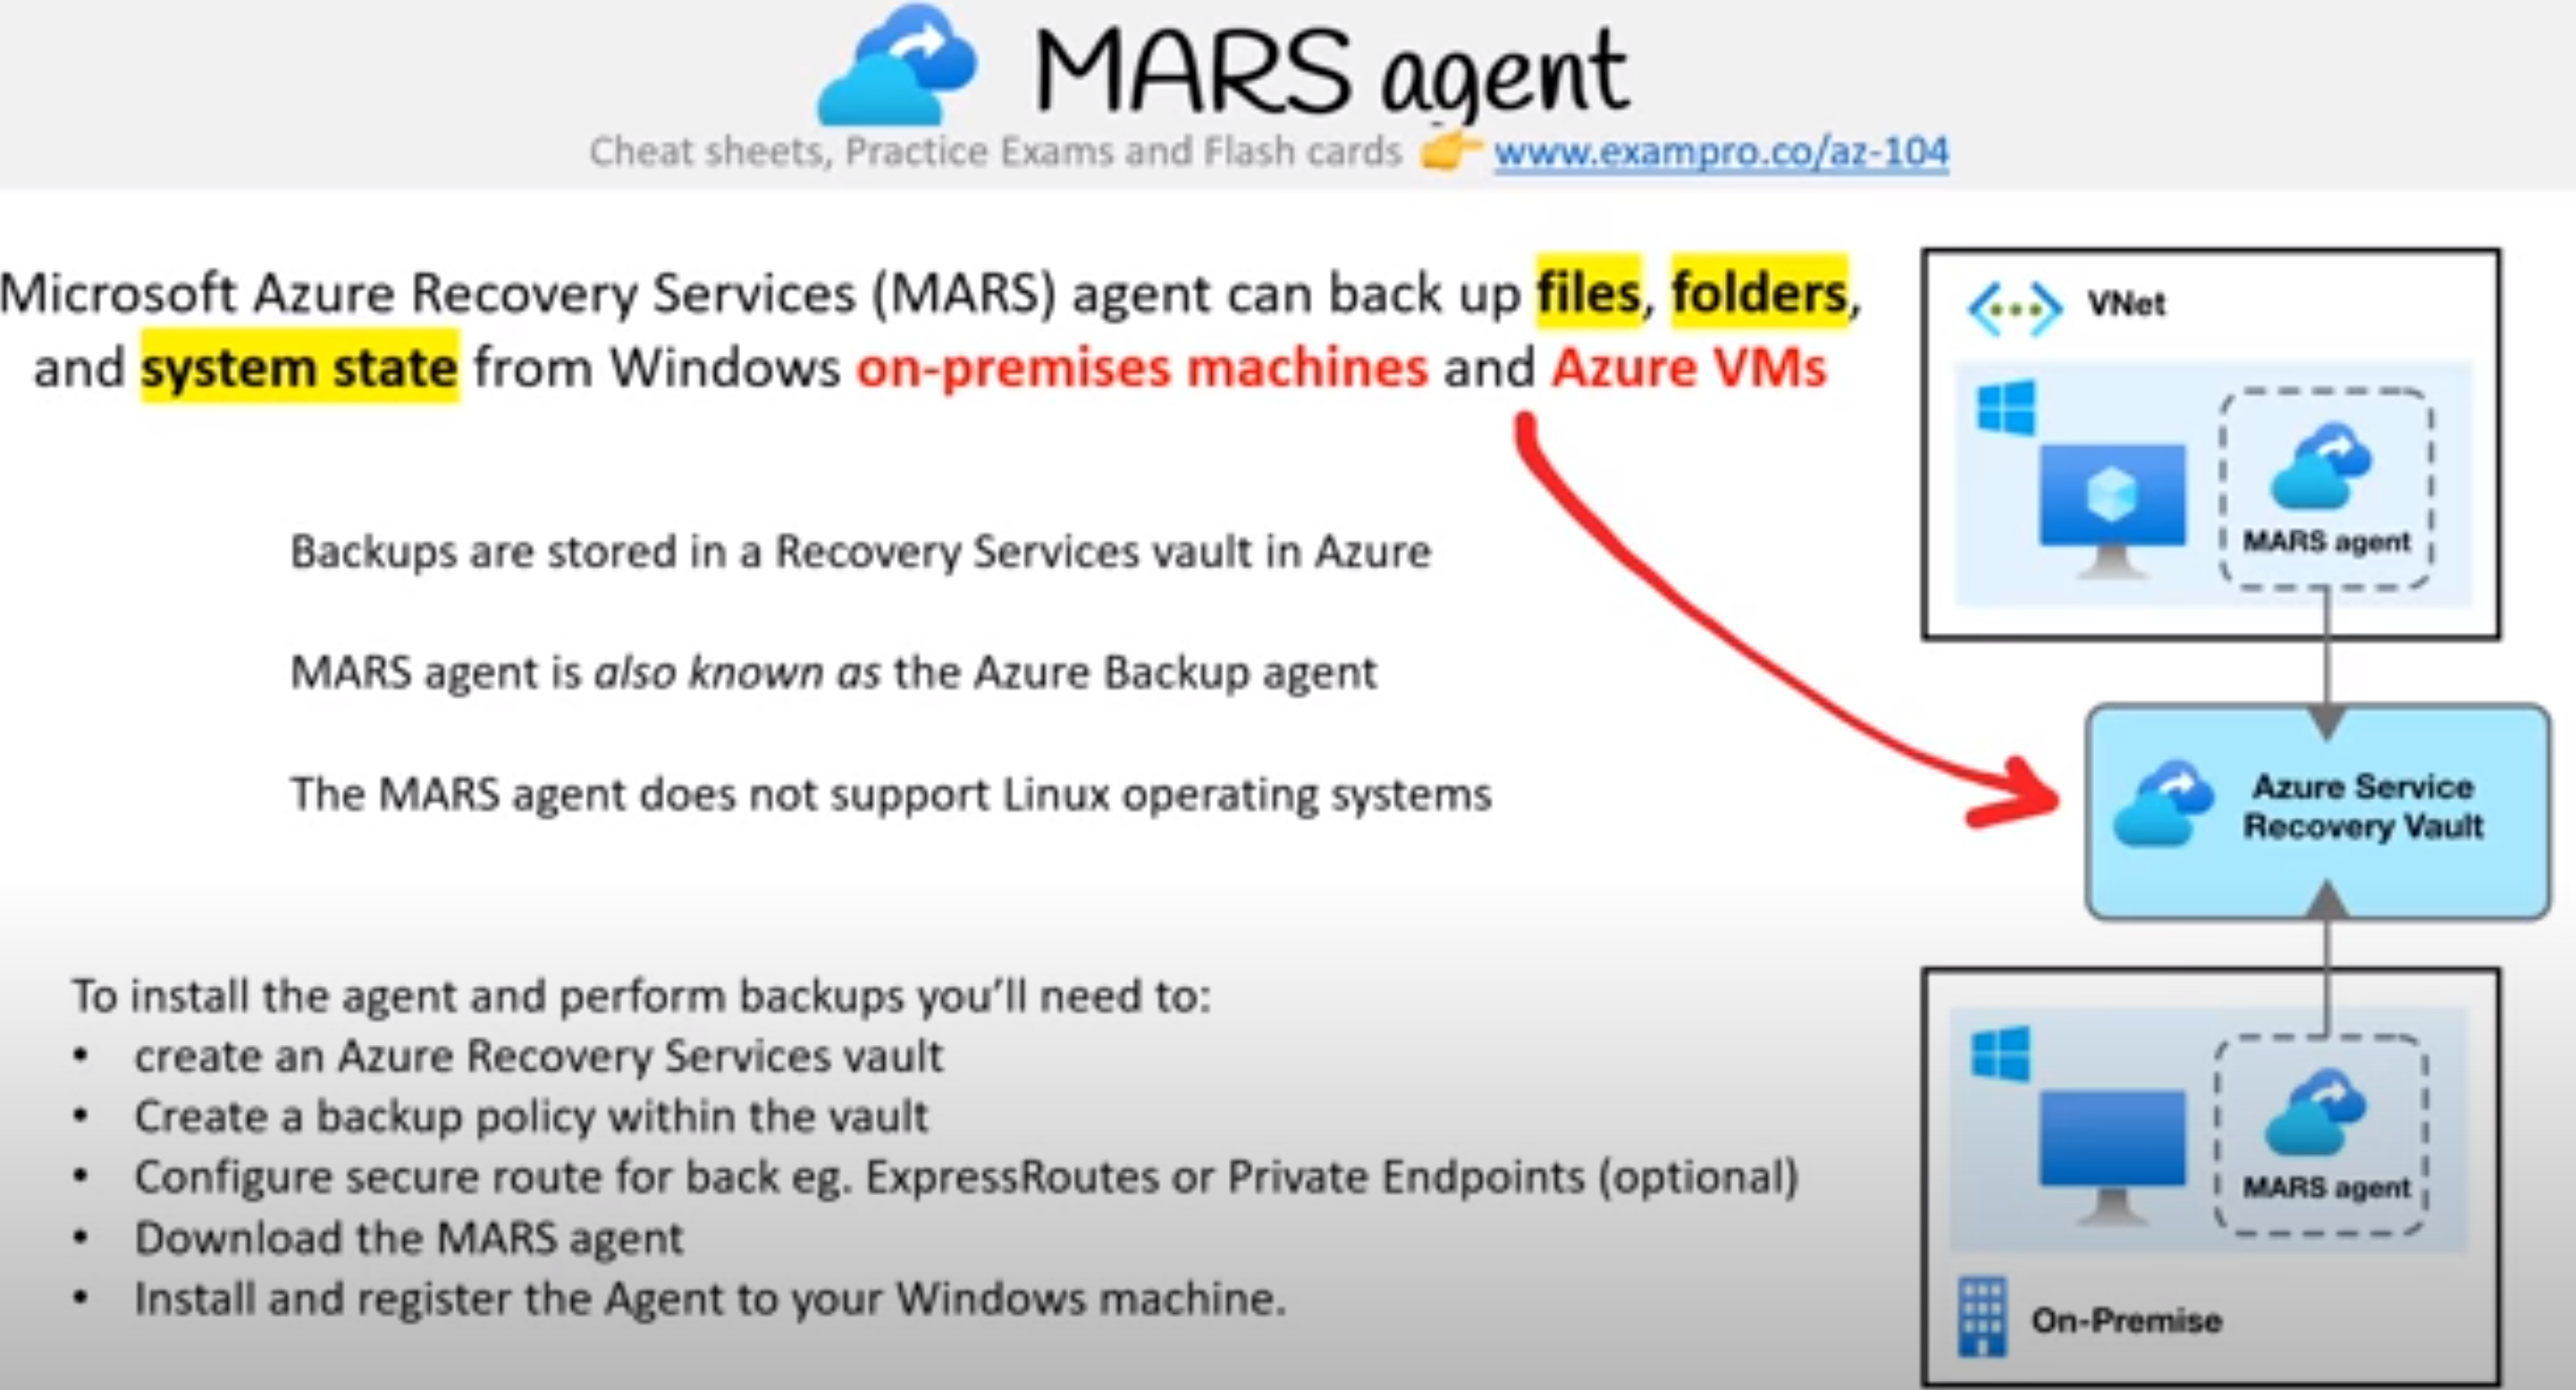 MARS agent
Cheat sheets, Practice Exams and Flash cards 👉 www.exampro.co/az-104
Microsoft Azure Recovery Services (MARS) agent can back up files, folders,
and system state from Windows on-premises machines and Azure VMs
Backups are stored in a Recovery Services vault in Azure
MARS agent is also known as the Azure Backup agent
The MARS agent does not support Linux operating systems
To install the agent and perform backups you'll need to:
• create an Azure Recovery Services vault
• Create a backup policy within the vault
• Configure secure route for back eg. ExpressRoutes or Private Endpoints (optional)
• Download the MARS agent
• Install and register the Agent to your Windows machine.
VNet
MARS agent
Azure Service
Recovery Vault
MARS agent
On-Premise